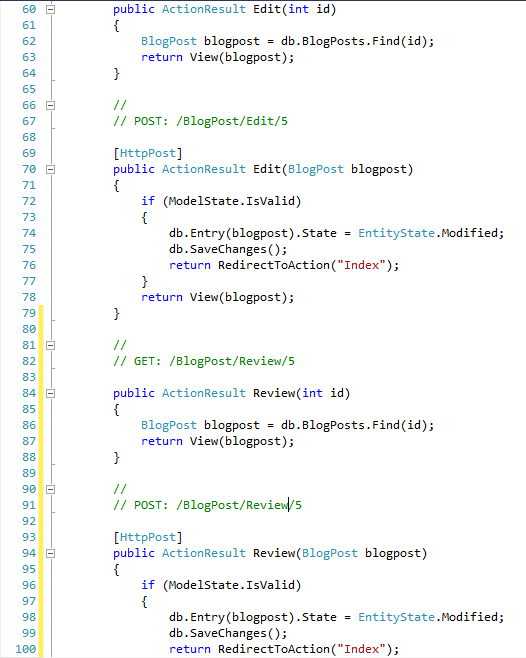 60 public ActionResult Edit(int id)
61 {
62 BlogPost blogpost = db.BlogPosts.Find(id);
63 return View(blogpost);
64 }
65
66 //
67 // POST: /BlogPost/Edit/5
68
69 [HttpPost]
70 public ActionResult Edit(BlogPost blogpost)
71 {
72 if (ModelState.IsValid)
73 {
74 db.Entry(blogpost).State = EntityState.Modified;
75 db.SaveChanges();
76 return RedirectToAction("Index");
77 }
78 return View(blogpost);
79 }
80
81 //
82 // GET: /BlogPost/Review/5
83
84 public ActionResult Review(int id)
85 {
86 BlogPost blogpost = db.BlogPosts.Find(id);
87 return View(blogpost);
88 }
89
90 //
91 // POST: /BlogPost/Review/5
92
93 [HttpPost]
94 public ActionResult Review(BlogPost blogpost)
95 {
96 if (ModelState.IsValid)
97 {
98 db.Entry(blogpost).State = EntityState.Modified;
99 db.SaveChanges();
100 return RedirectToAction("Index");